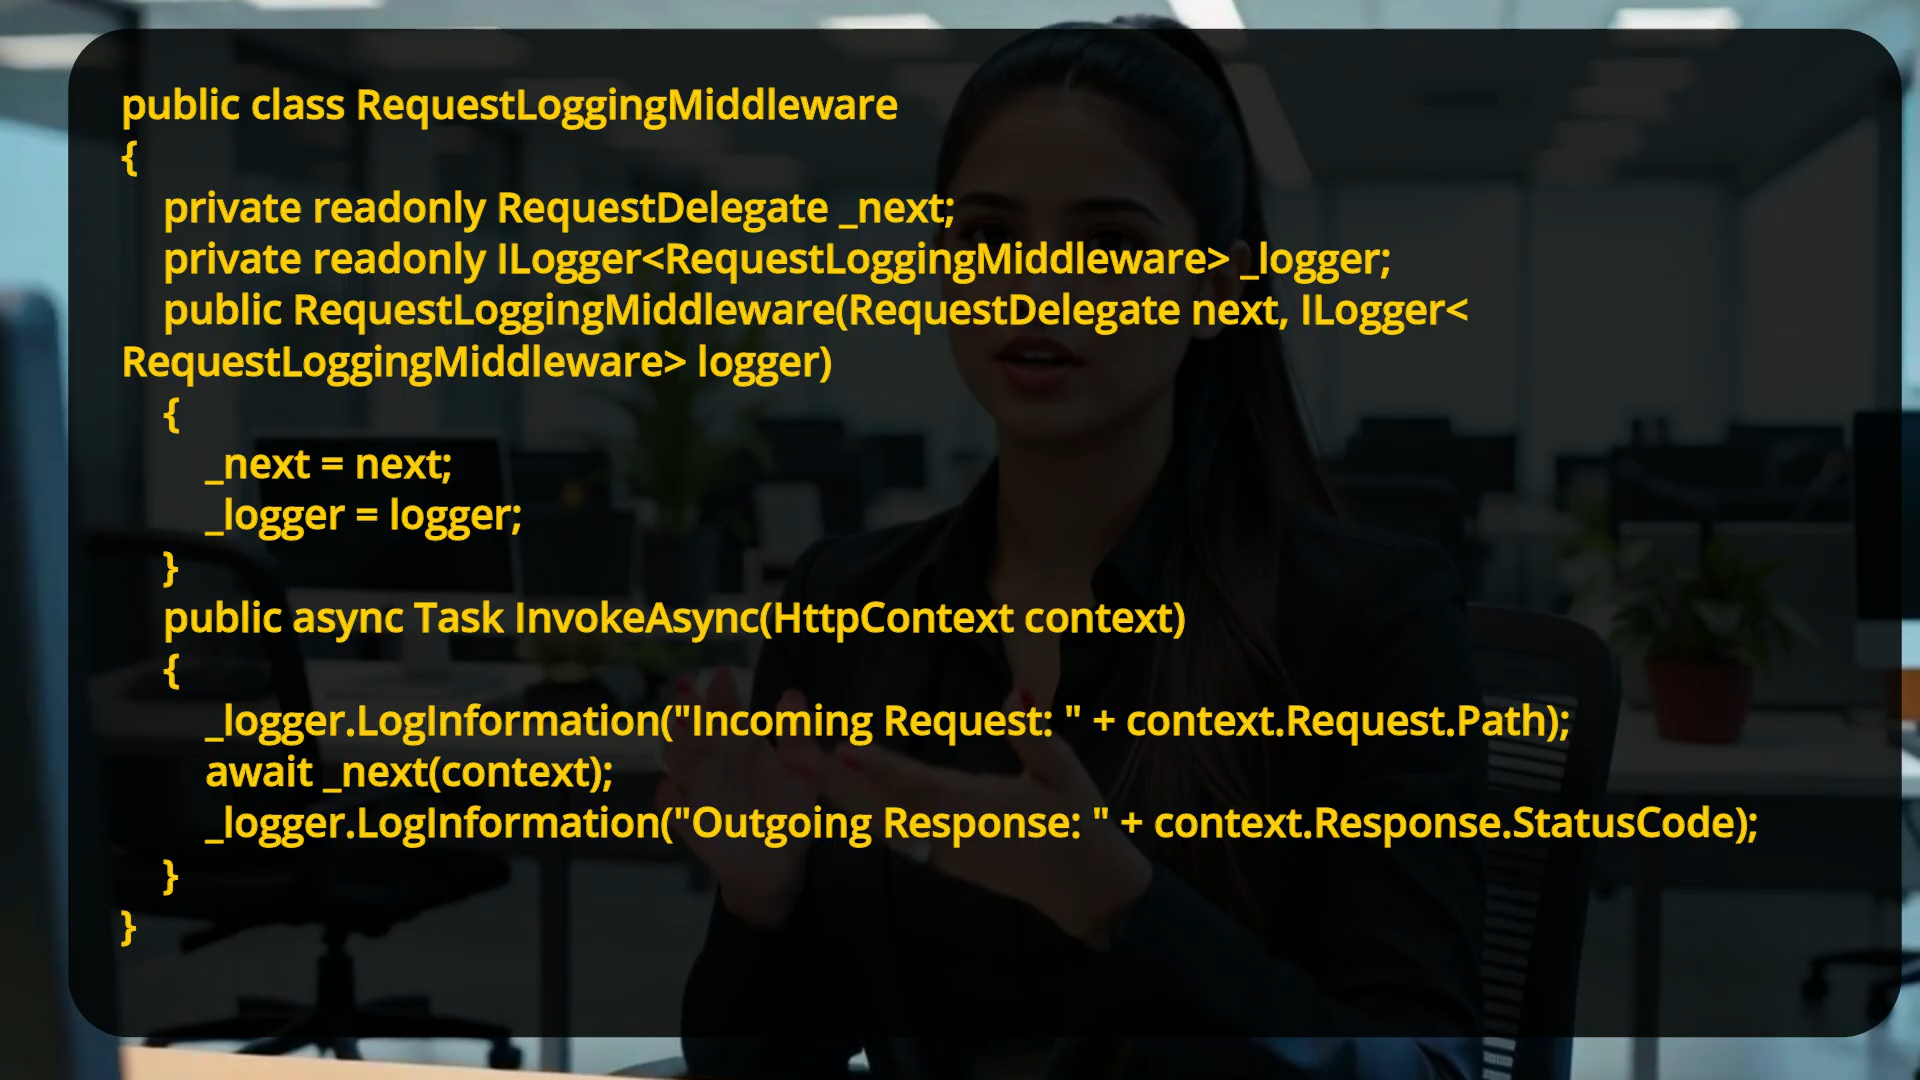 public class RequestLoggingMiddleware
{
private readonly RequestDelegate _next;
private readonly ILogger<RequestLoggingMiddleware> _logger;
public RequestLoggingMiddleware(RequestDelegate next, ILogger<
RequestLoggingMiddleware> logger)
{
_next = next;
_logger = logger;
}
public async Task InvokeAsync(HttpContext context)
{
_logger.LogInformation("Incoming Request: " + context.Request.Path);
await _next(context);
_logger.LogInformation("Outgoing Response: " + context.Response.StatusCode);
}
}